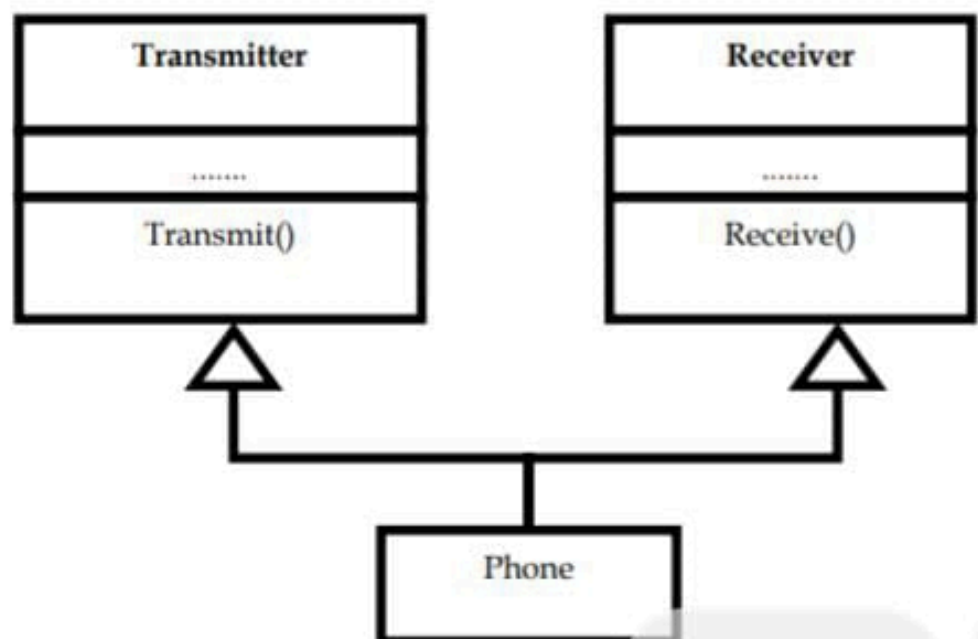 Transmitter
.......
Transmit()
Receiver
.......
Receive()
Phone